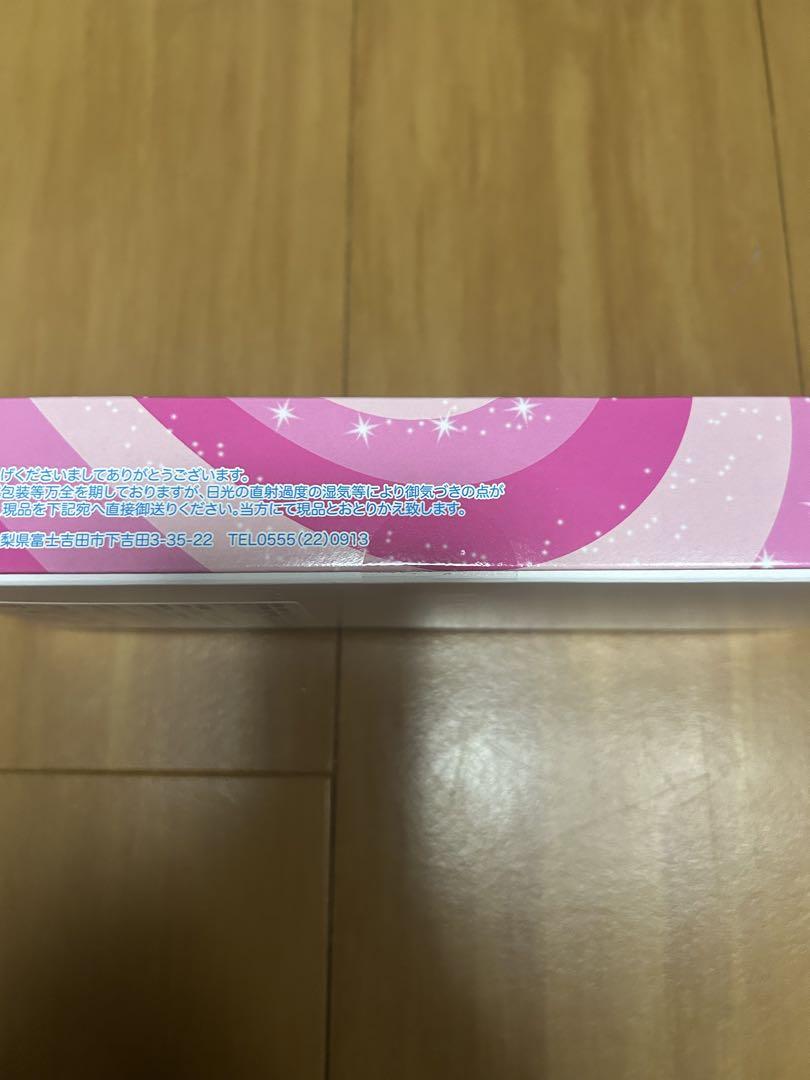 げくださいましてありがとうございます。
包装等万全を期しておりますが、日光の直射過度の湿気等により御気づきの点が
現品を下記宛へ直接御送りください。当方にて現品とおとりかえ致します。
梨県富士吉田市下吉田3-35-22 TEL0555(22)0913